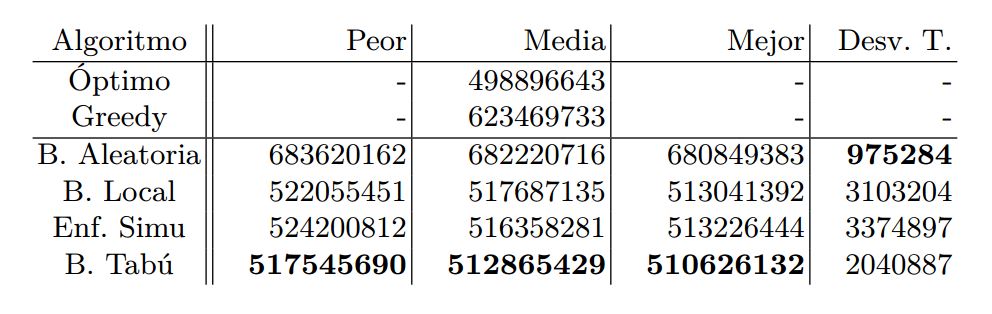 Algoritmo Peor Media Mejor Desv. T.
Óptimo - 498896643 - -
Greedy - 623469733 - -
B. Aleatoria 683620162 682220716 680849383 975284
B. Local 522055451 517687135 513041392 3103204
Enf. Simu 524200812 516358281 513226444 3374897
B. Tabú 517545690 512865429 510626132 2040887